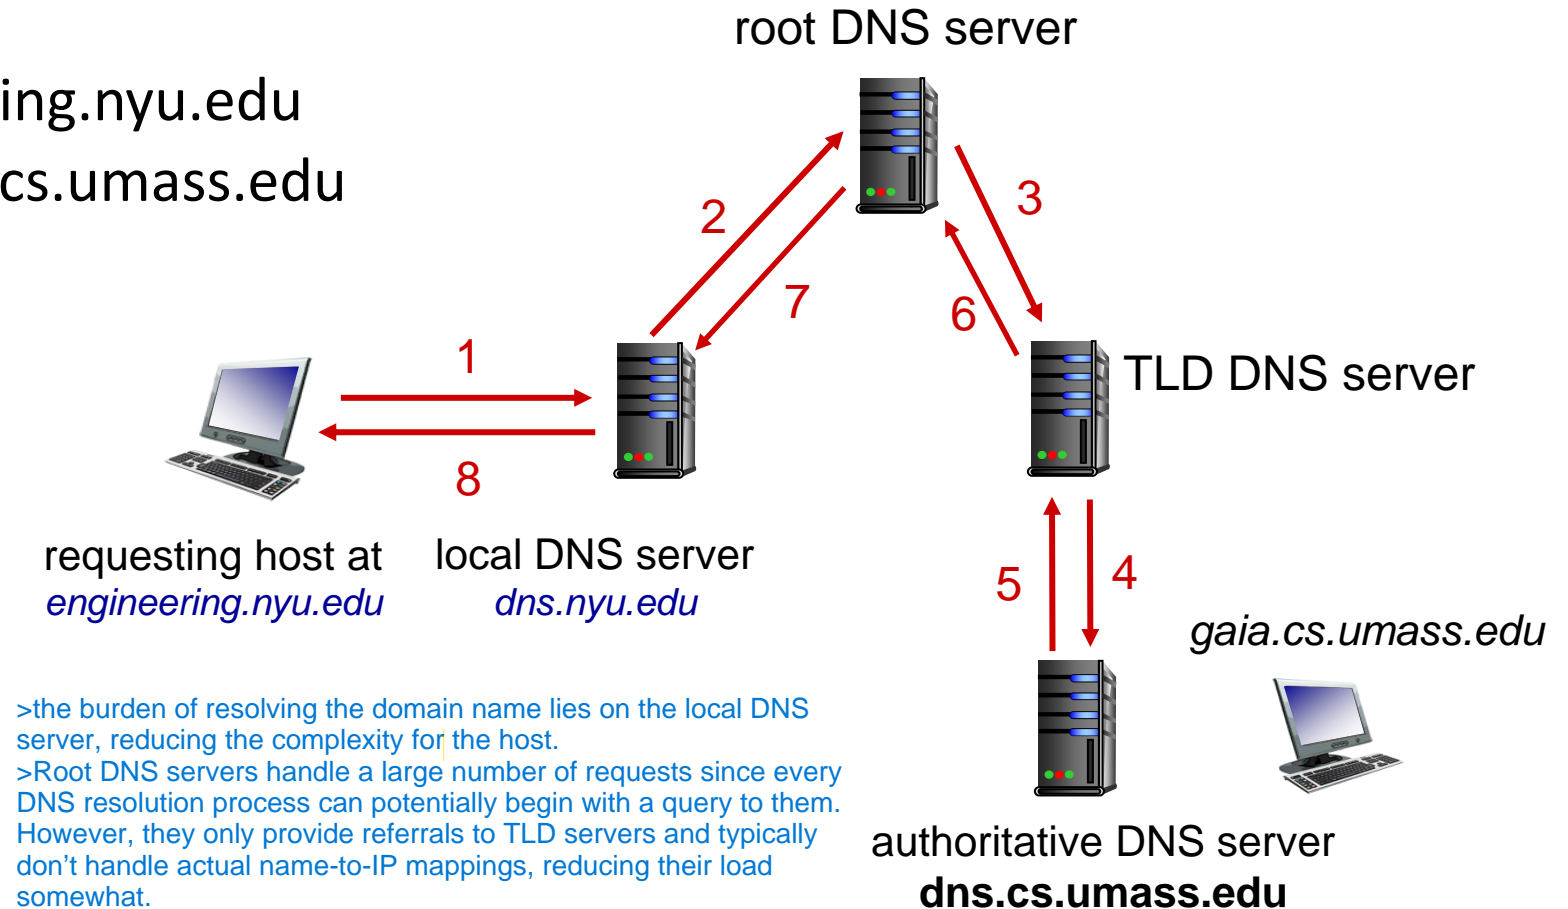 root DNS server
ing.nyu.edu
cs.umass.edu
2
3
7
6
1
TLD DNS server
8
requesting host at
engineering.nyu.edu
local DNS server
dns.nyu.edu
5
4
gaia.cs.umass.edu
>the burden of resolving the domain name lies on the local DNS
server, reducing the complexity for the host.
>Root DNS servers handle a large number of requests since every
DNS resolution process can potentially begin with a query to them.
However, they only provide referrals to TLD servers and typically
don't handle actual name-to-IP mappings, reducing their load
somewhat.
authoritative DNS server
dns.cs.umass.edu